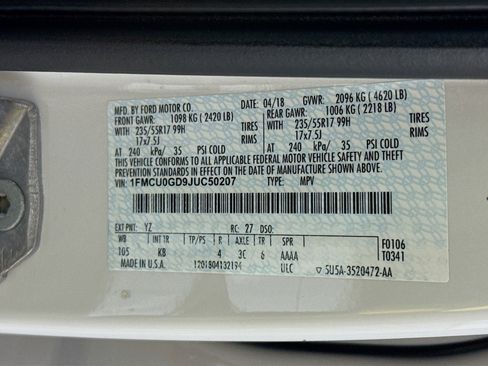 MFD. BY FORD MOTOR CO.
04/18 GVWR: 2096 KG (4620 LB)
FRONT GAWR: 1098 KG (2420 LB) REAR GAWR: 1006 KG (2218 LB)
WITH 235/55R17 99H TIRES WITH 235/55R17 99H TIRES
17x7.5J RIMS 17x7.5J RIMS
AT 240 kPa/ 35 PSI COLD AT 240 kPa/ 35 PSI COLD
THIS VEHICLE CONFORMS TO ALL APPLICABLE FEDERAL MOTOR VEHICLE SAFETY AND
THEFT PREVENTION STANDARDS IN EFFECT ON THE DATE OF MANUFACTURE SHOWN ABOVE.
VIN: 1FMCU0GD9JUC50207 TYPE: MPV
EXT PNT: YZ RC: 27 DSO: F0106
WB INT TR TP/PS R AXLE TR SPR T0341
105 KB 4 3C 6 AAAA
MADE IN U.S.A. ULC 5U5A-3520472-AA